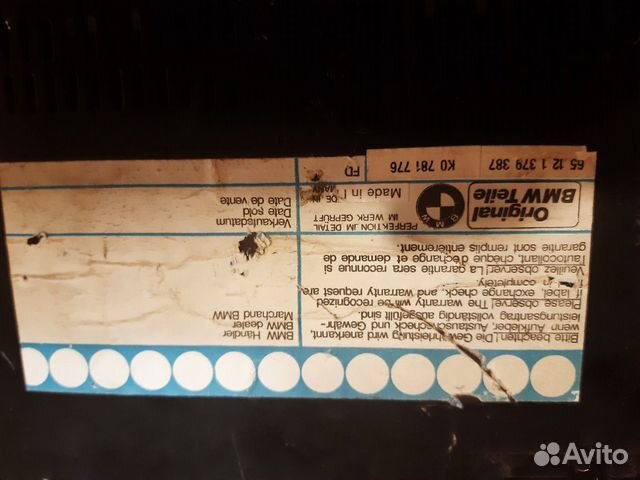 Bitte beachten: Die Gewährleistung wird anerkannt,
wenn Aufkleber, Austauschscheck und Gewähr-
leistungsantrag vollständig ausgefüllt sind.
Please observe! The warranty will be recognized
if label, exchange check, and warranty request are
in completely.
Veuillez observer! La garantie sera reconnue si
l'autocollant, chèque d'échange et demande de
garantie sont remplis entièrement.
Händler BMW
BMW dealer
Marchand BMW
Verkaufsdatum
Date sold
Date de vente
Original
BMW Teile
BMW
PERFEKTION IM DETAIL
IM WERK GEPRÜFT
Made in
65 12 1 379 387 K0 781 776 FD
Avito